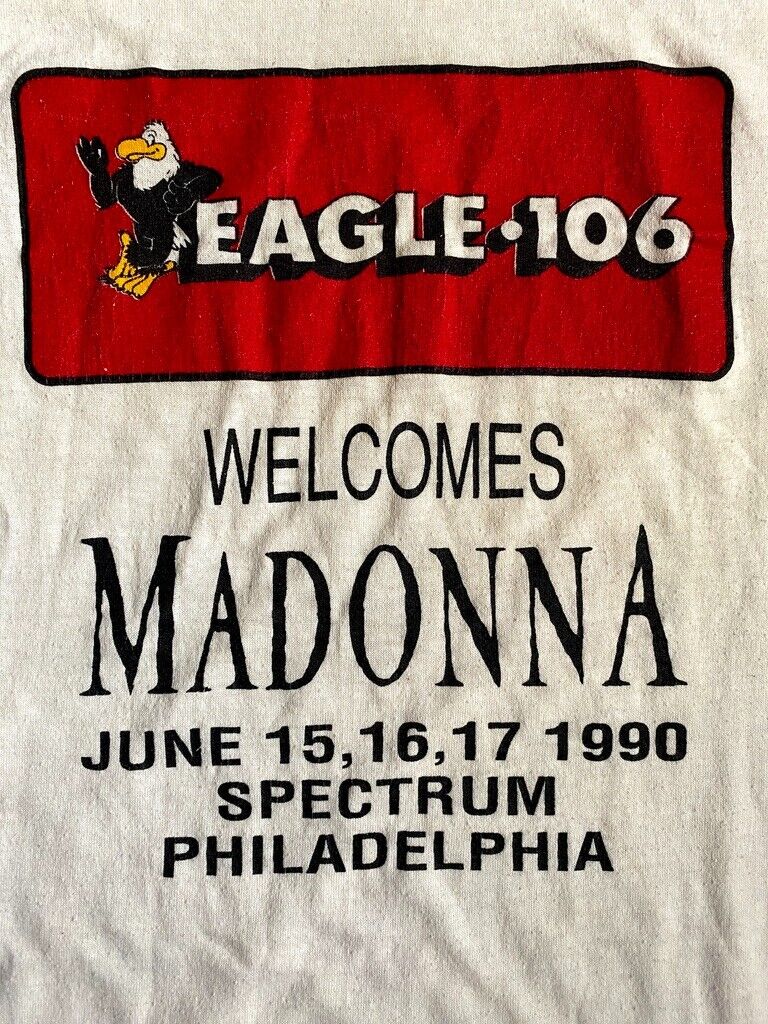 EAGLE•106
WELCOMES
MADONNA
JUNE 15,16,17 1990
SPECTRUM
PHILADELPHIA